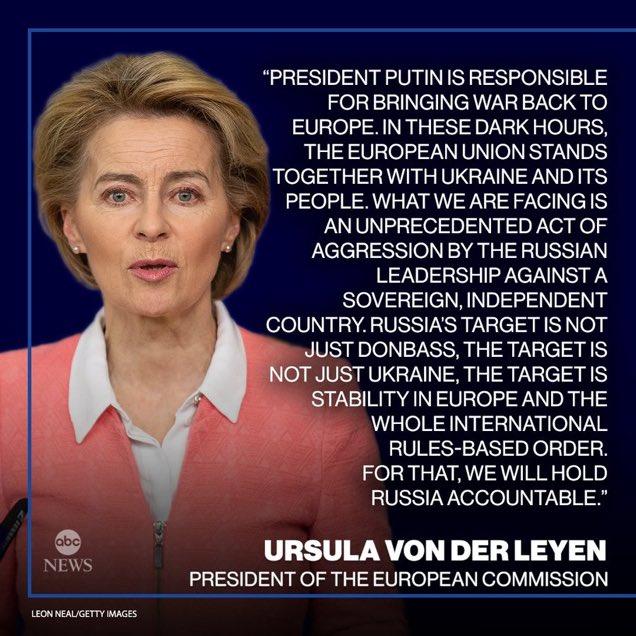 “PRESIDENT PUTIN IS RESPONSIBLE
FOR BRINGING WAR BACK TO
EUROPE. IN THESE DARK HOURS,
THE EUROPEAN UNION STANDS
TOGETHER WITH UKRAINE AND ITS
PEOPLE. WHAT WE ARE FACING IS
AN UNPRECEDENTED ACT OF
AGGRESSION BY THE RUSSIAN
LEADERSHIP AGAINST A
SOVEREIGN, INDEPENDENT
COUNTRY. RUSSIA’S TARGET IS NOT
JUST DONBASS, THE TARGET IS
NOT JUST UKRAINE, THE TARGET IS
STABILITY IN EUROPE AND THE
WHOLE INTERNATIONAL
RULES-BASED ORDER.
FOR THAT, WE WILL HOLD
RUSSIA ACCOUNTABLE.”
URSULA VON DER LEYEN
PRESIDENT OF THE EUROPEAN COMMISSION
abc
NEWS
LEON NEAL/GETTY IMAGES